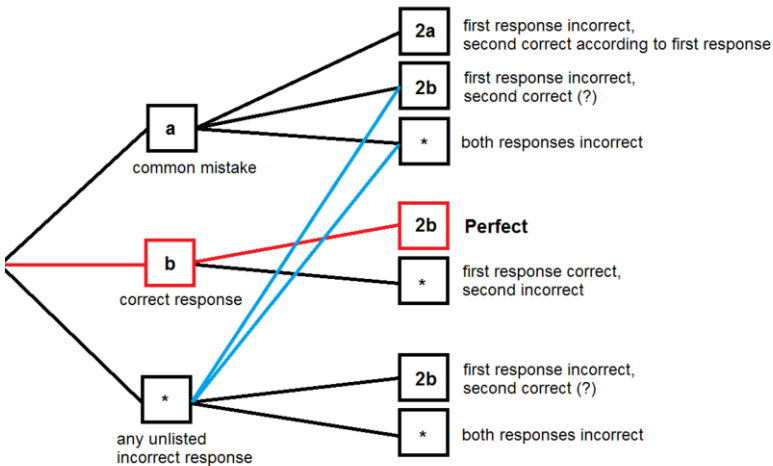 2a
first response incorrect,
second correct according to first response
2b
first response incorrect,
second correct (?)
a
common mistake
*
both responses incorrect
2b
Perfect
b
correct response
*
first response correct,
second incorrect
2b
first response incorrect,
second correct (?)
*
any unlisted
incorrect response
*
both responses incorrect